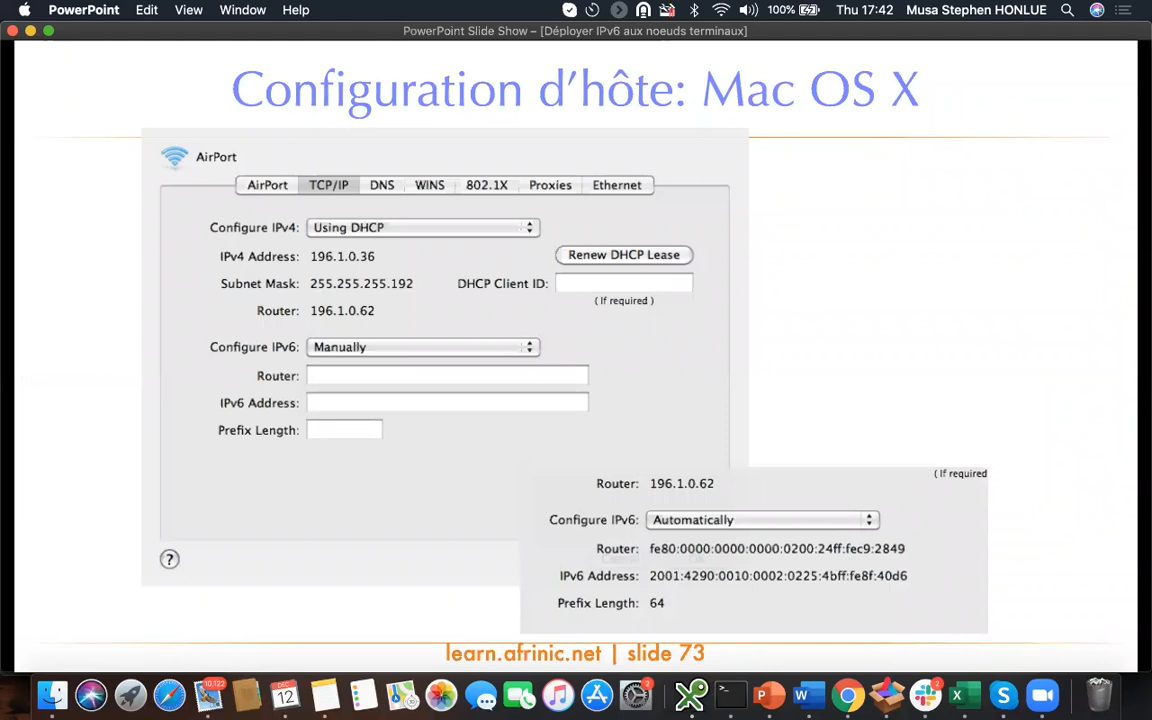 PowerPoint Edit View Window Help 100% Thu 17:42 Musa Stephen HONLUE
PowerPoint Slide Show – [Déployer IPv6 aux noeuds terminaux]
Configuration d'hôte: Mac OS X
AirPort
AirPort TCP/IP DNS WINS 802.1X Proxies Ethernet
Configure IPv4: Using DHCP
IPv4 Address: 196.1.0.36 Renew DHCP Lease
Subnet Mask: 255.255.255.192 DHCP Client ID:
( If required )
Router: 196.1.0.62
Configure IPv6: Manually
Router:
IPv6 Address:
Prefix Length:
( If required
Router: 196.1.0.62
Configure IPv6: Automatically
Router: fe80:0000:0000:0000:0200:24ff:fec9:2849
IPv6 Address: 2001:4290:0010:0002:0225:4bff:fe8f:40d6
Prefix Length: 64
?
learn.afrinic.net | slide 73
10,122 DEC 12 2 2